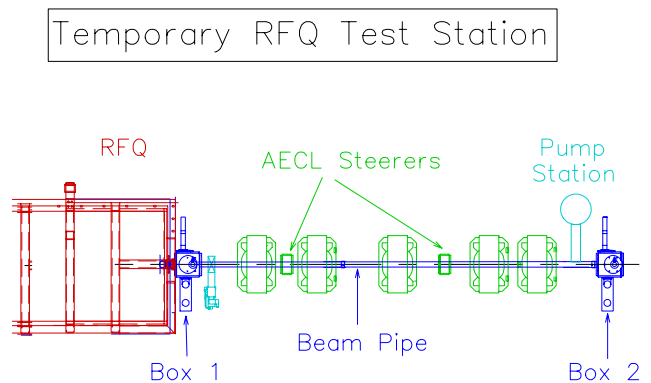 Temporary RFQ Test Station
RFQ
AECL Steerers
Pump
Station
Beam Pipe
Box 1
Box 2